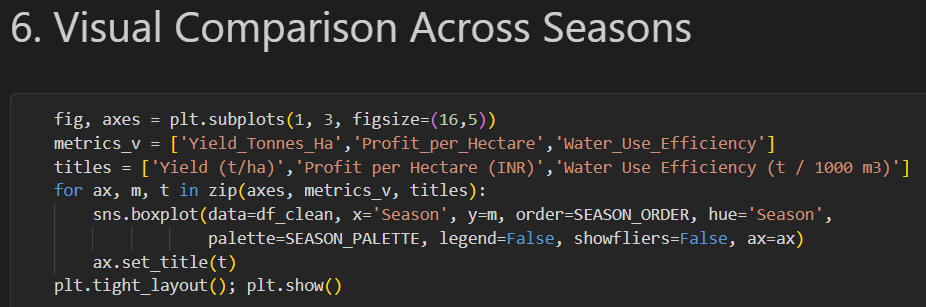 6. Visual Comparison Across Seasons
fig, axes = plt.subplots(1, 3, figsize=(16,5))
metrics_v = ['Yield_Tonnes_Ha','Profit_per_Hectare','Water_Use_Efficiency']
titles = ['Yield (t/ha)','Profit per Hectare (INR)','Water Use Efficiency (t / 1000 m3)']
for ax, m, t in zip(axes, metrics_v, titles):
    sns.boxplot(data=df_clean, x='Season', y=m, order=SEASON_ORDER, hue='Season',
                palette=SEASON_PALETTE, legend=False, showfliers=False, ax=ax)
    ax.set_title(t)
plt.tight_layout(); plt.show()